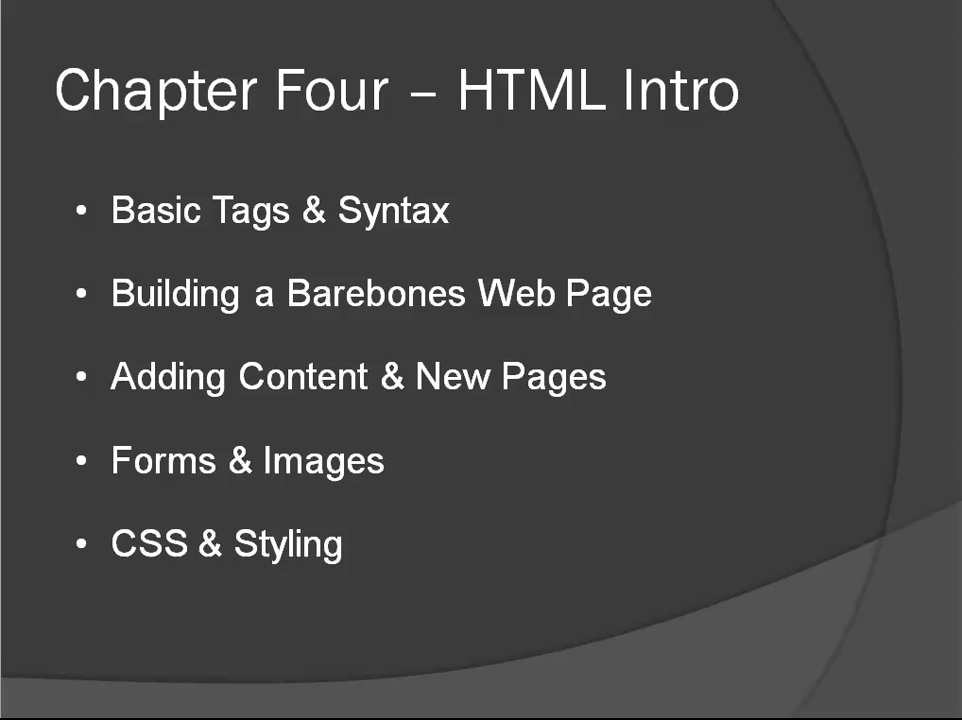 Chapter Four – HTML Intro
• Basic Tags & Syntax
• Building a Barebones Web Page
• Adding Content & New Pages
• Forms & Images
• CSS & Styling